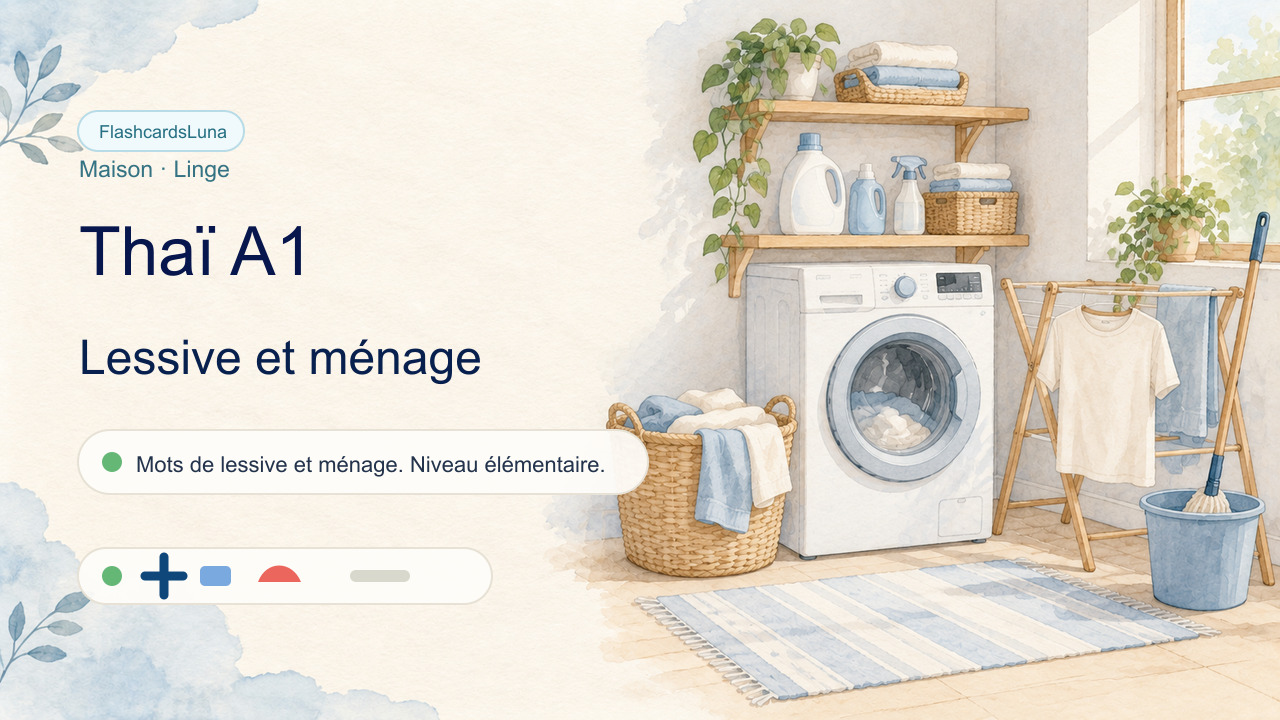 FlashcardsLuna
Maison · Linge
Thaï A1
Lessive et ménage
Mots de lessive et ménage. Niveau élémentaire.